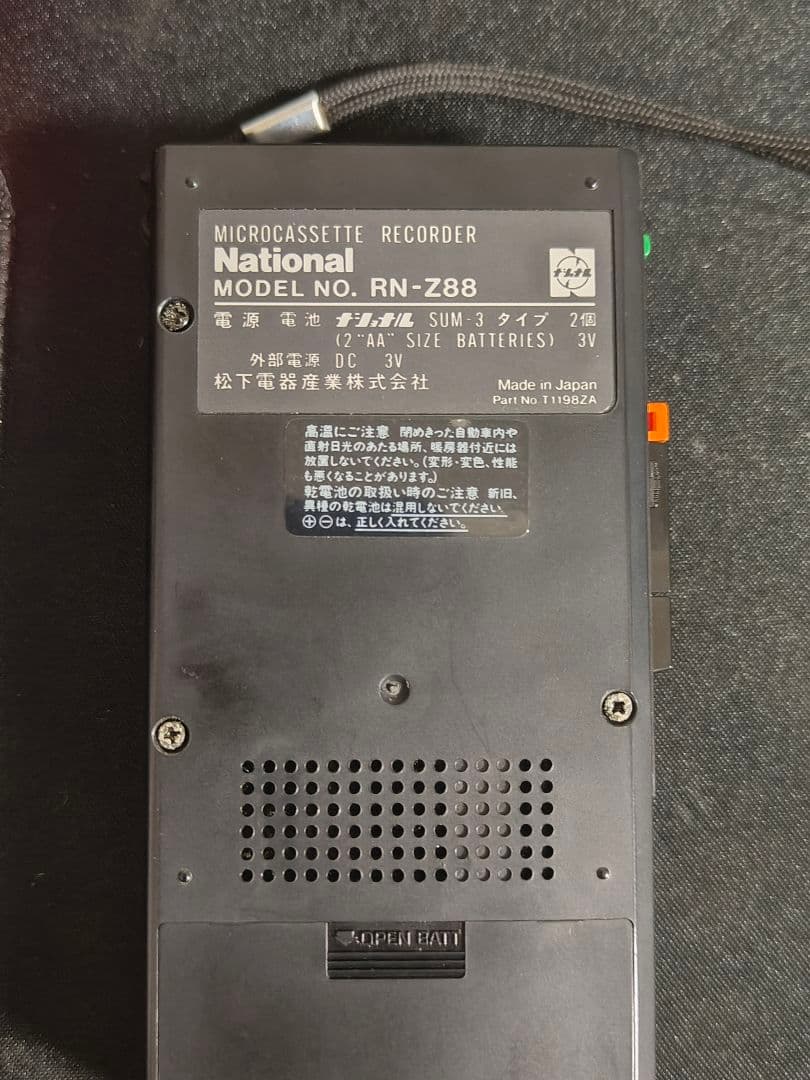 MICROCASSETTE RECORDER
National
MODEL NO. RN-Z88
ナショナル
電源 電池 ナショナル SUM-3 タイプ 2個
(2 "AA" SIZE BATTERIES) 3V
外部電源 DC 3V
松下電器産業株式会社
Made in Japan
Part No. T1198ZA
高温にご注意 閉めきった自動車内や
直射日光のあたる場所、暖房器付近には
放置しないでください。(変形・変色、性能
も悪くなることがあります。)
乾電池の取扱い時のご注意 新旧、
異種の乾電池は混用しないでください。
⊕⊖は、正しく入れてください。
OPEN BATT